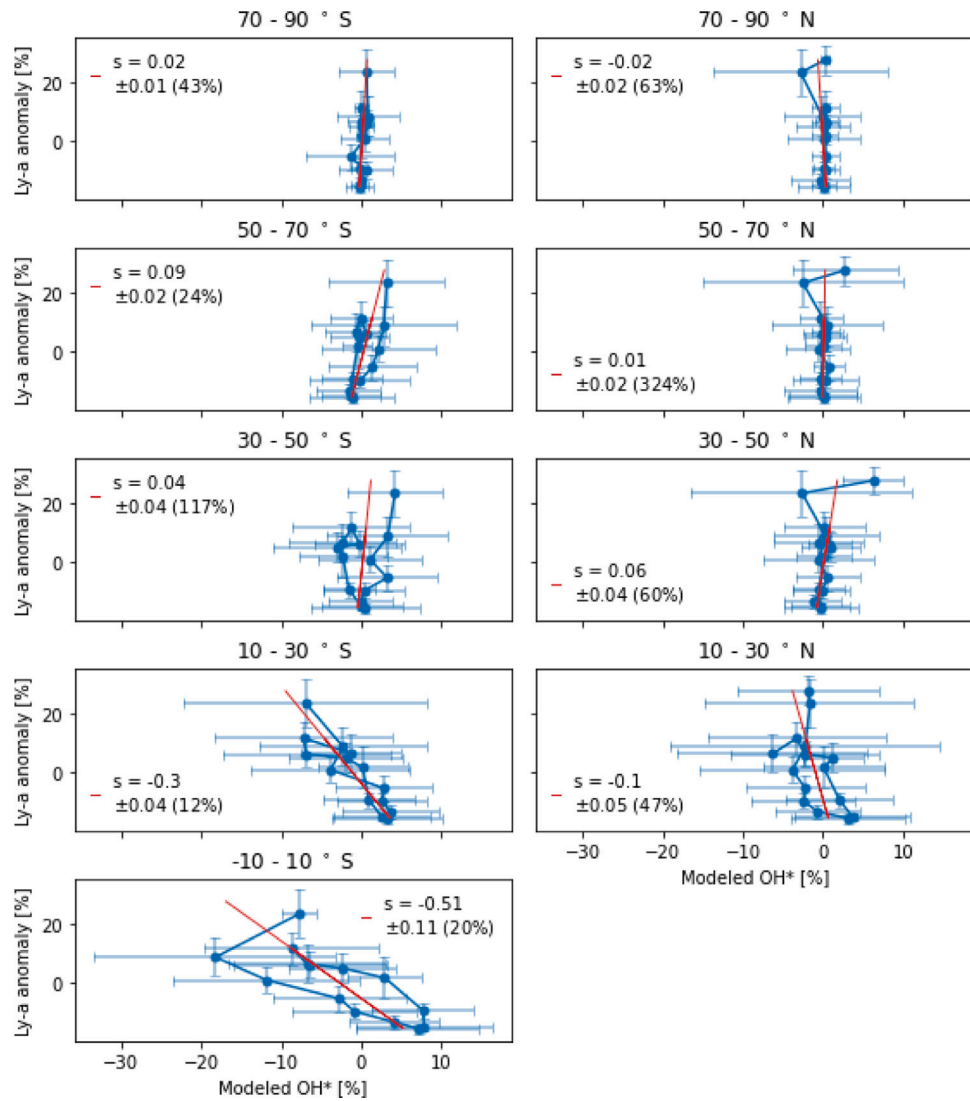 70 - 90 ° S
Ly-a anomaly [%]
20
0
s = 0.02
±0.01 (43%)
70 - 90 ° N
s = -0.02
±0.02 (63%)
50 - 70 ° S
Ly-a anomaly [%]
20
0
s = 0.09
±0.02 (24%)
50 - 70 ° N
s = 0.01
±0.02 (324%)
30 - 50 ° S
Ly-a anomaly [%]
20
0
s = 0.04
±0.04 (117%)
30 - 50 ° N
s = 0.06
±0.04 (60%)
10 - 30 ° S
Ly-a anomaly [%]
20
0
s = -0.3
±0.04 (12%)
10 - 30 ° N
s = -0.1
±0.05 (47%)
−30 −20 −10 0 10
Modeled OH* [%]
-10 - 10 ° S
Ly-a anomaly [%]
20
0
s = -0.51
±0.11 (20%)
−30 −20 −10 0 10
Modeled OH* [%]